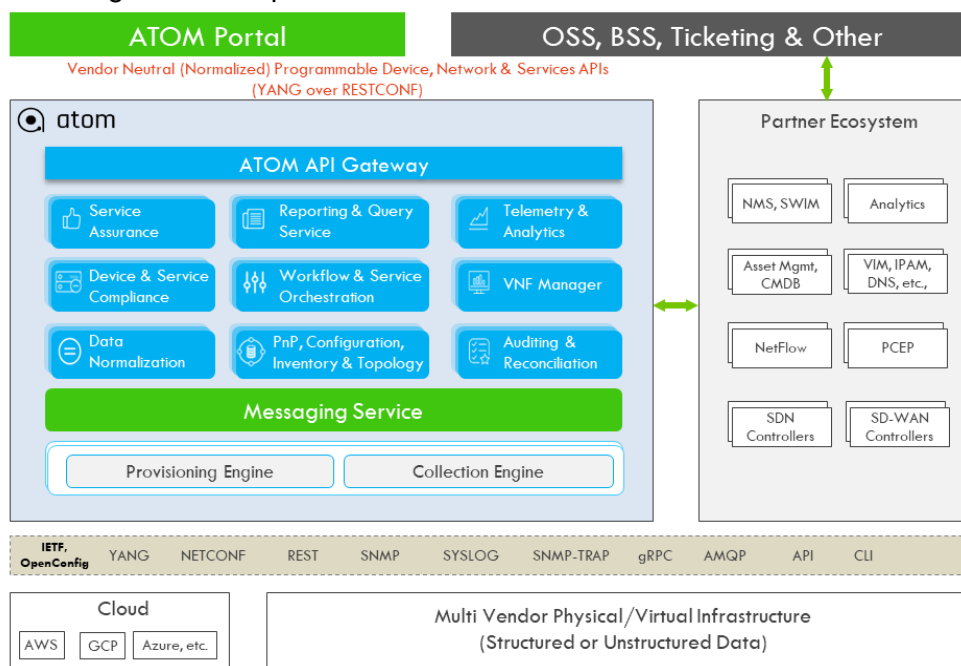 ATOM Portal
OSS, BSS, Ticketing & Other
Vendor Neutral (Normalized) Programmable Device, Network & Services APIs
(YANG over RESTCONF)
atom
ATOM API Gateway
Service
Assurance
Reporting & Query
Service
Telemetry &
Analytics
Device & Service
Compliance
Workflow & Service
Orchestration
VNF Manager
Data
Normalization
PnP, Configuration,
Inventory & Topology
Auditing &
Reconciliation
Messaging Service
Provisioning Engine
Collection Engine
Partner Ecosystem
NMS, SWIM
Analytics
Asset Mgmt,
CMDB
VIM, IPAM,
DNS, etc.,
NetFlow
PCEP
SDN
Controllers
SD-WAN
Controllers
IETF,
OpenConfig
YANG
NETCONF
REST
SNMP
SYSLOG
SNMP-TRAP
gRPC
AMQP
API
CLI
Cloud
AWS
GCP
Azure, etc.
Multi Vendor Physical/Virtual Infrastructure
(Structured or Unstructured Data)